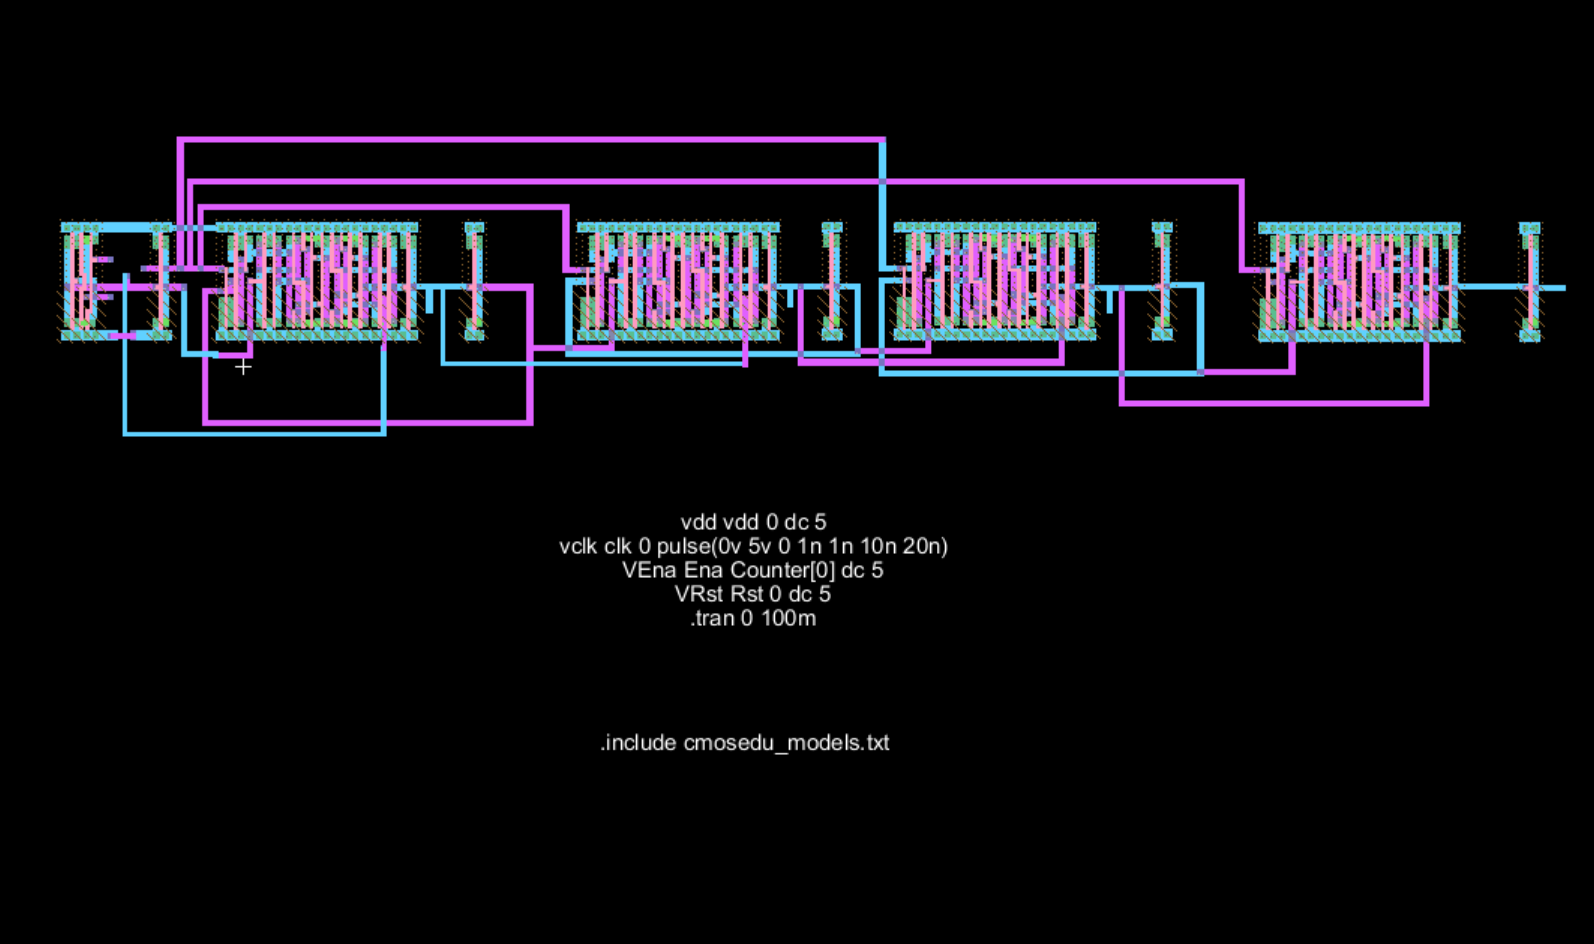 vdd vdd 0 dc 5
vclk clk 0 pulse(0v 5v 0 1n 1n 10n 20n)
VEna Ena Counter[0] dc 5
VRst Rst 0 dc 5
.tran 0 100m
.include cmosedu_models.txt